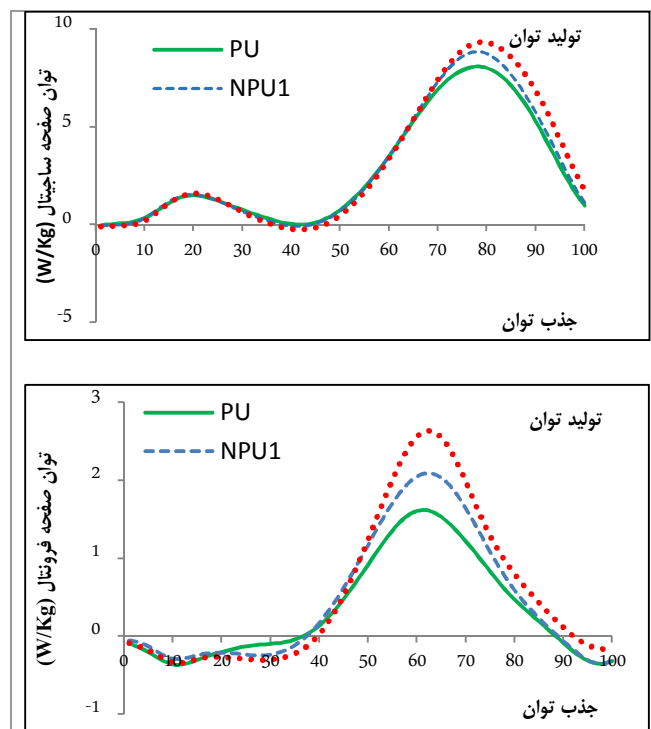 تولید توان
PU
NPU1
توان صفحه ساجیتال (W/Kg)
10
5
0
-5
0 10 20 30 40 50 60 70 80 90 100
جذب توان
تولید توان
PU
NPU1
توان صفحه فرونتال (W/Kg)
3
2
1
0
-1
0 10 20 30 40 50 60 70 80 90 100
جذب توان